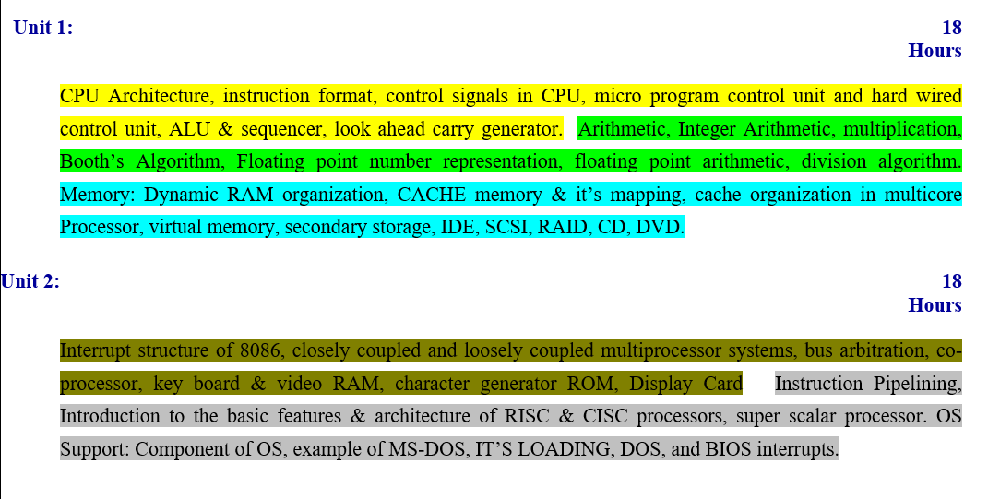 Unit 1: 18
Hours
CPU Architecture, instruction format, control signals in CPU, micro program control unit and hard wired
control unit, ALU & sequencer, look ahead carry generator. Arithmetic, Integer Arithmetic, multiplication,
Booth’s Algorithm, Floating point number representation, floating point arithmetic, division algorithm.
Memory: Dynamic RAM organization, CACHE memory & it’s mapping, cache organization in multicore
Processor, virtual memory, secondary storage, IDE, SCSI, RAID, CD, DVD.
Unit 2: 18
Hours
Interrupt structure of 8086, closely coupled and loosely coupled multiprocessor systems, bus arbitration, co-
processor, key board & video RAM, character generator ROM, Display Card Instruction Pipelining,
Introduction to the basic features & architecture of RISC & CISC processors, super scalar processor. OS
Support: Component of OS, example of MS-DOS, IT’S LOADING, DOS, and BIOS interrupts.